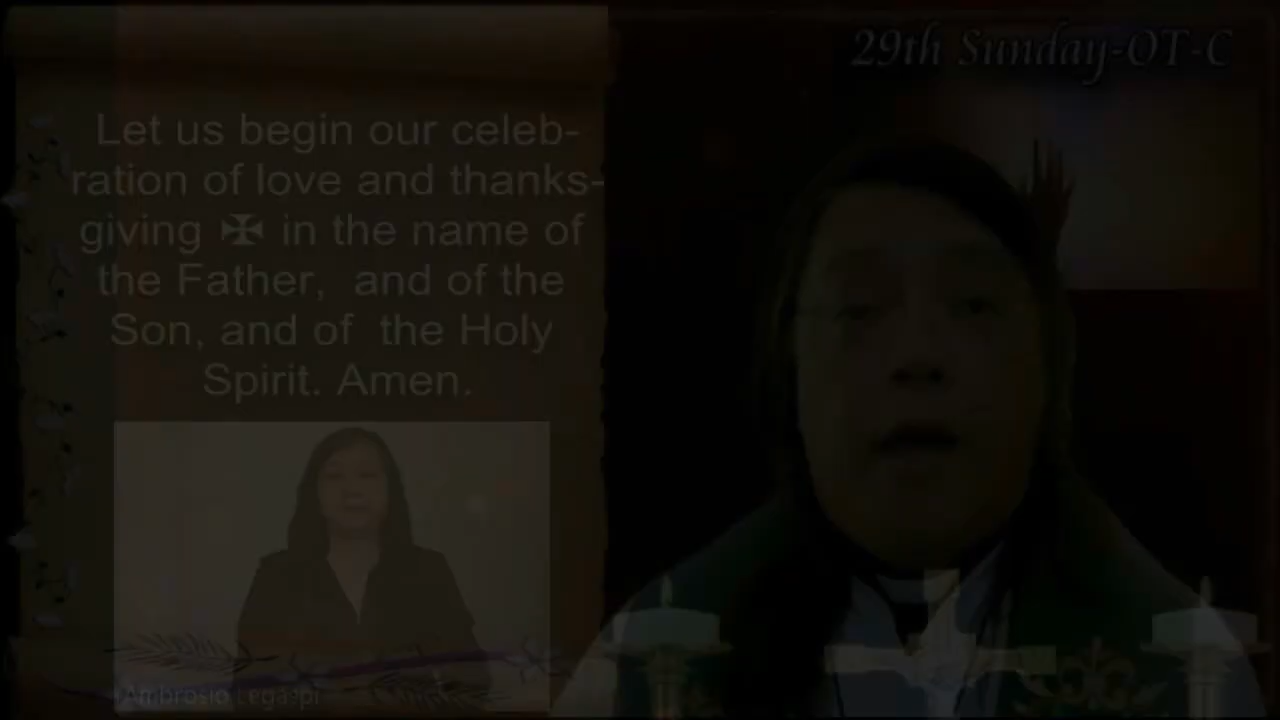 29th Sunday-OT-C
Let us begin our celeb-
ration of love and thanks-
giving ✠ in the name of
the Father, and of the
Son, and of the Holy
Spirit. Amen.
Ambrosio Legaspi